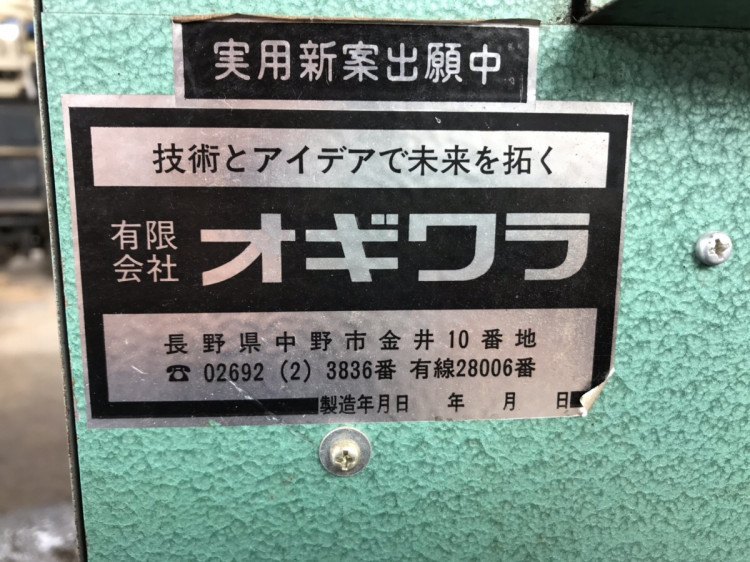 実用新案出願中
技術とアイデアで未来を拓く
有限会社 オギワラ
長野県中野市金井10番地
☎ 02692(2)3836番 有線28006番
製造年月日 年 月 日